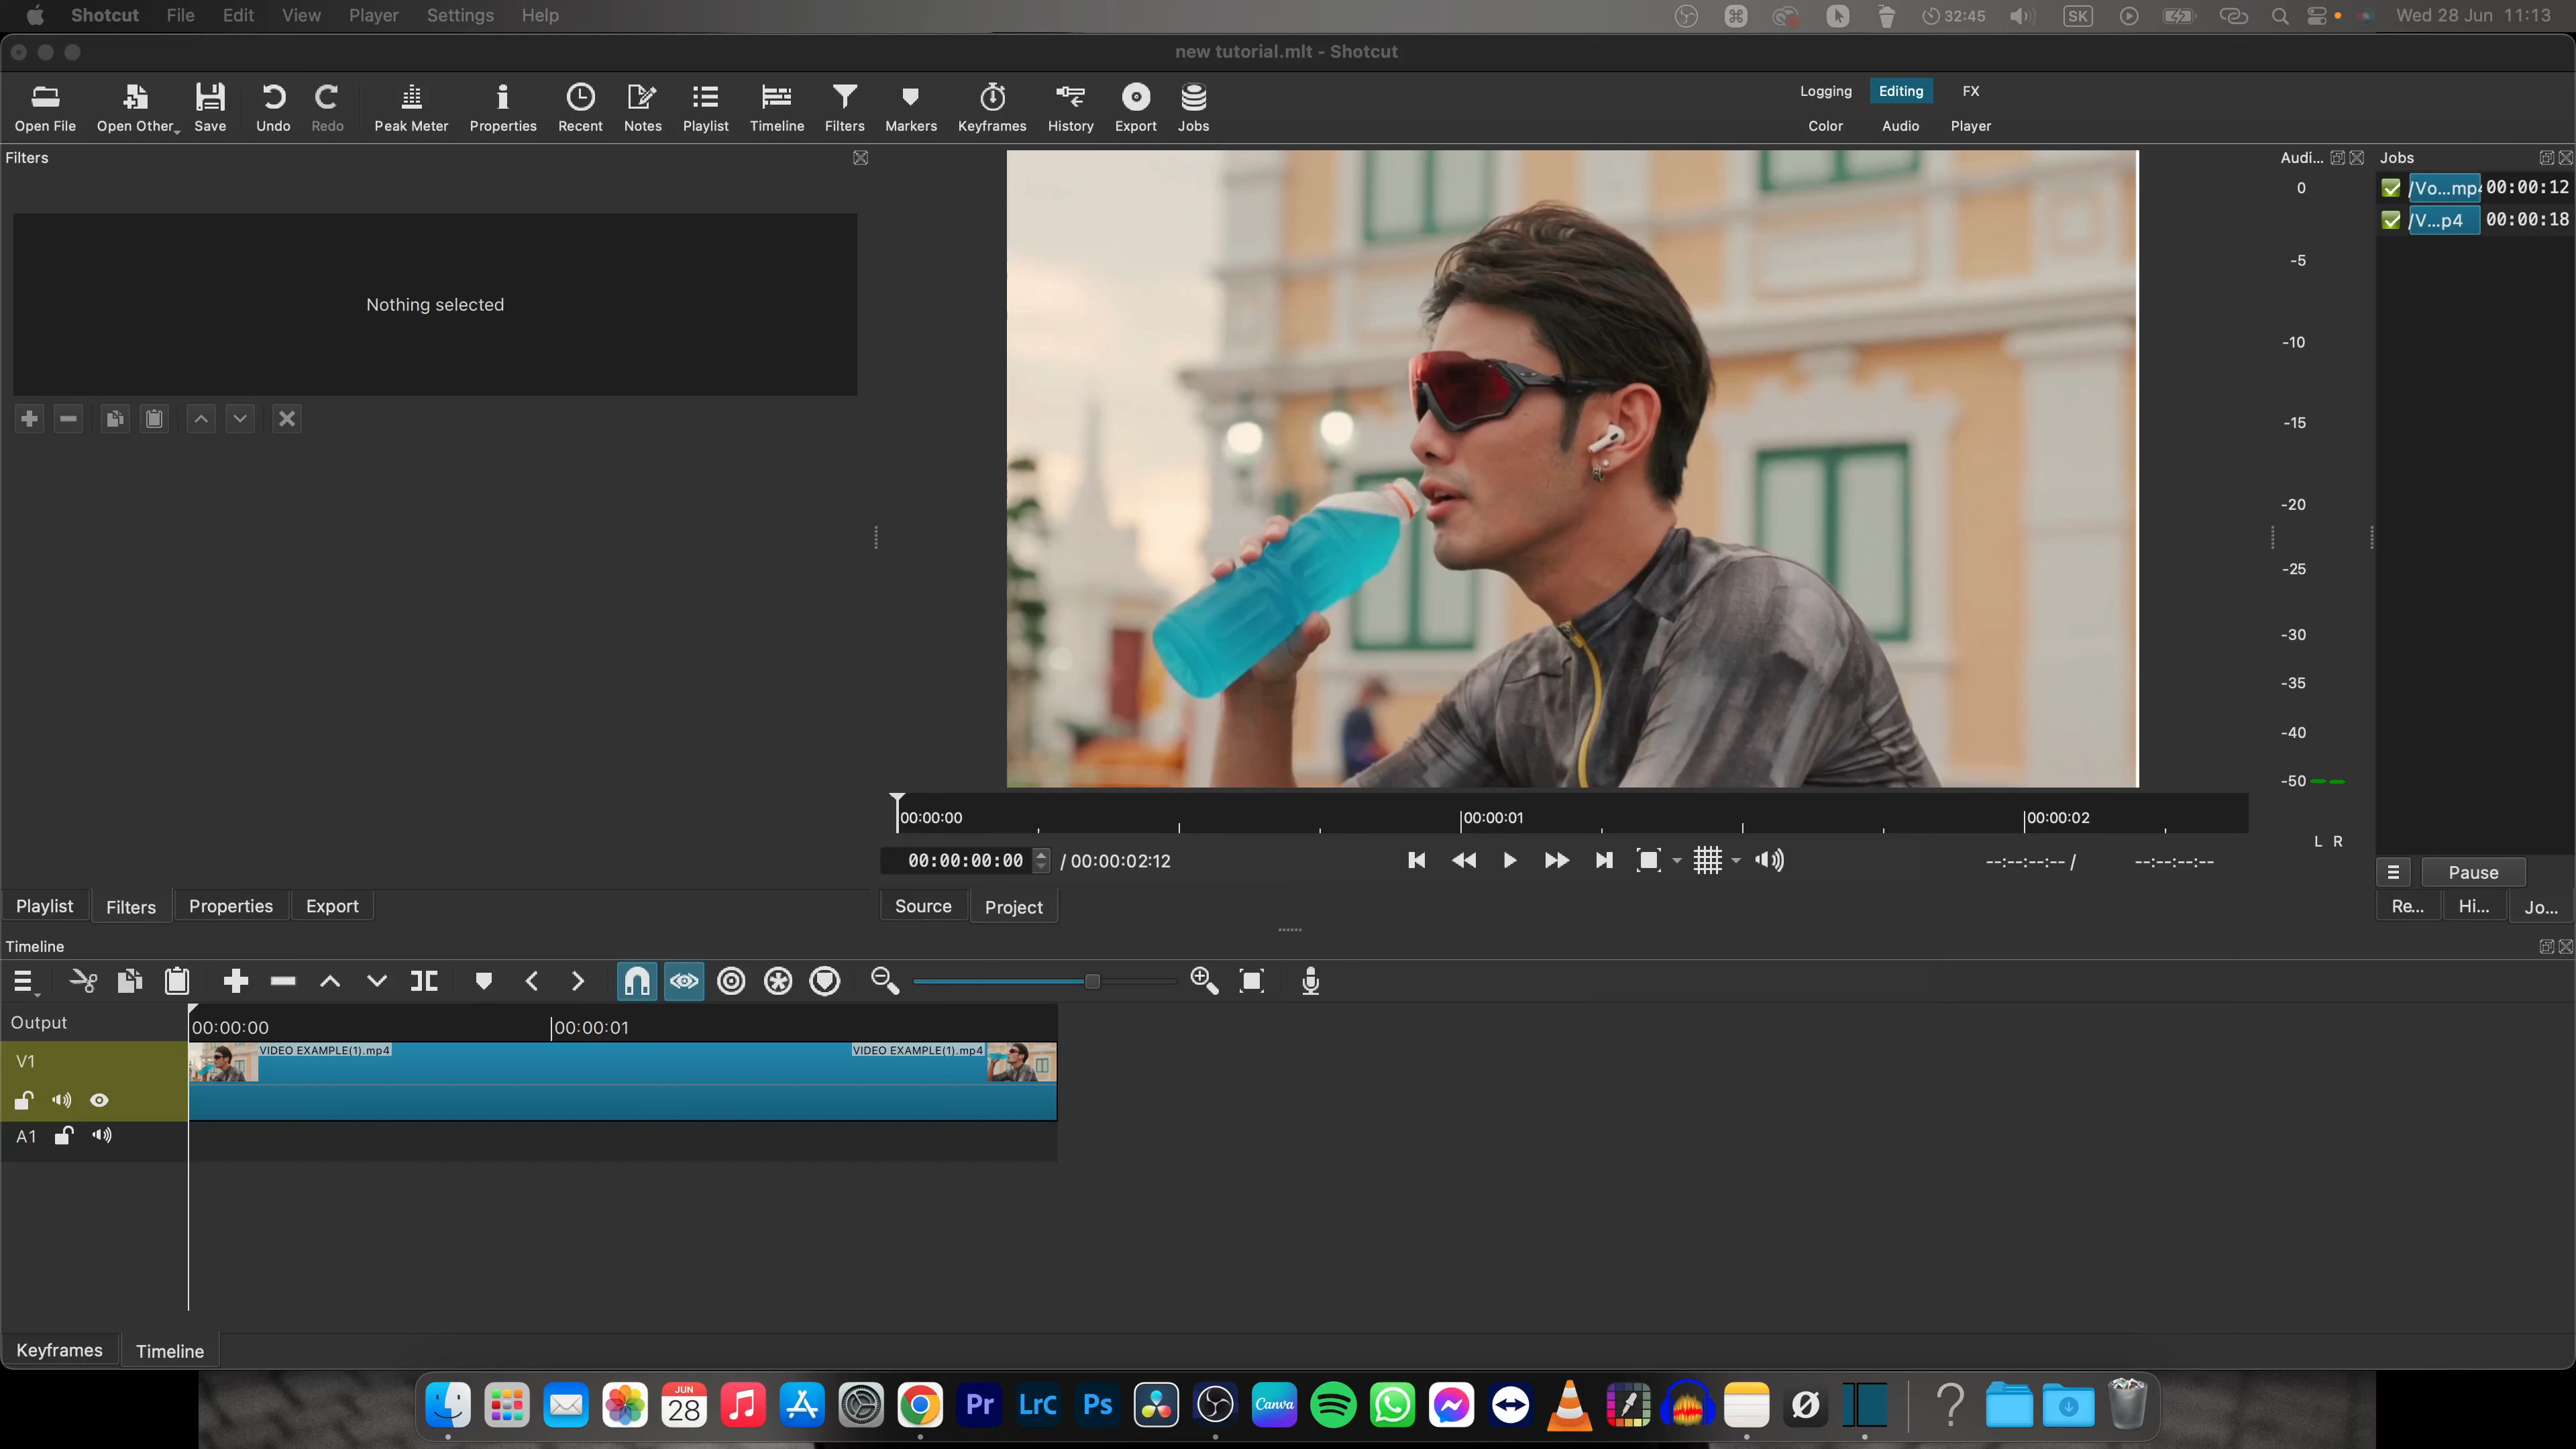 Shotcut File Edit View Player Settings Help 32:45 SK Wed 28 Jun 11:13
new tutorial.mlt - Shotcut
Open File Open Other Save Undo Redo Peak Meter Properties Recent Notes Playlist Timeline Filters Markers Keyframes History Export Jobs
Logging Editing FX
Color Audio Player
Filters
Nothing selected
Playlist Filters Properties Export
00:00:00 00:00:01 00:00:02
00:00:00:00 / 00:00:02:12 --:--:--:-- / --:--:--:--
Source Project
Audi...
0
-5
-10
-15
-20
-25
-30
-35
-40
-50
L R
Jobs
/Vo...mp4 00:00:12
/V...p4 00:00:18
Pause
Re... Hi... Jo...
Timeline
Output 00:00:00 00:00:01
V1 VIDEO EXAMPLE(1).mp4 VIDEO EXAMPLE(1).mp4
A1
Keyframes Timeline
JUN
28
Pr LrC Ps Canva